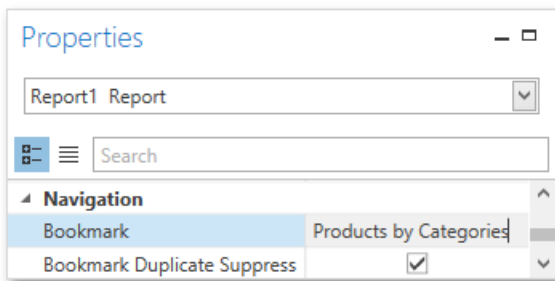 Properties
Report1 Report
Search
Navigation
Bookmark Products by Categories
Bookmark Duplicate Suppress